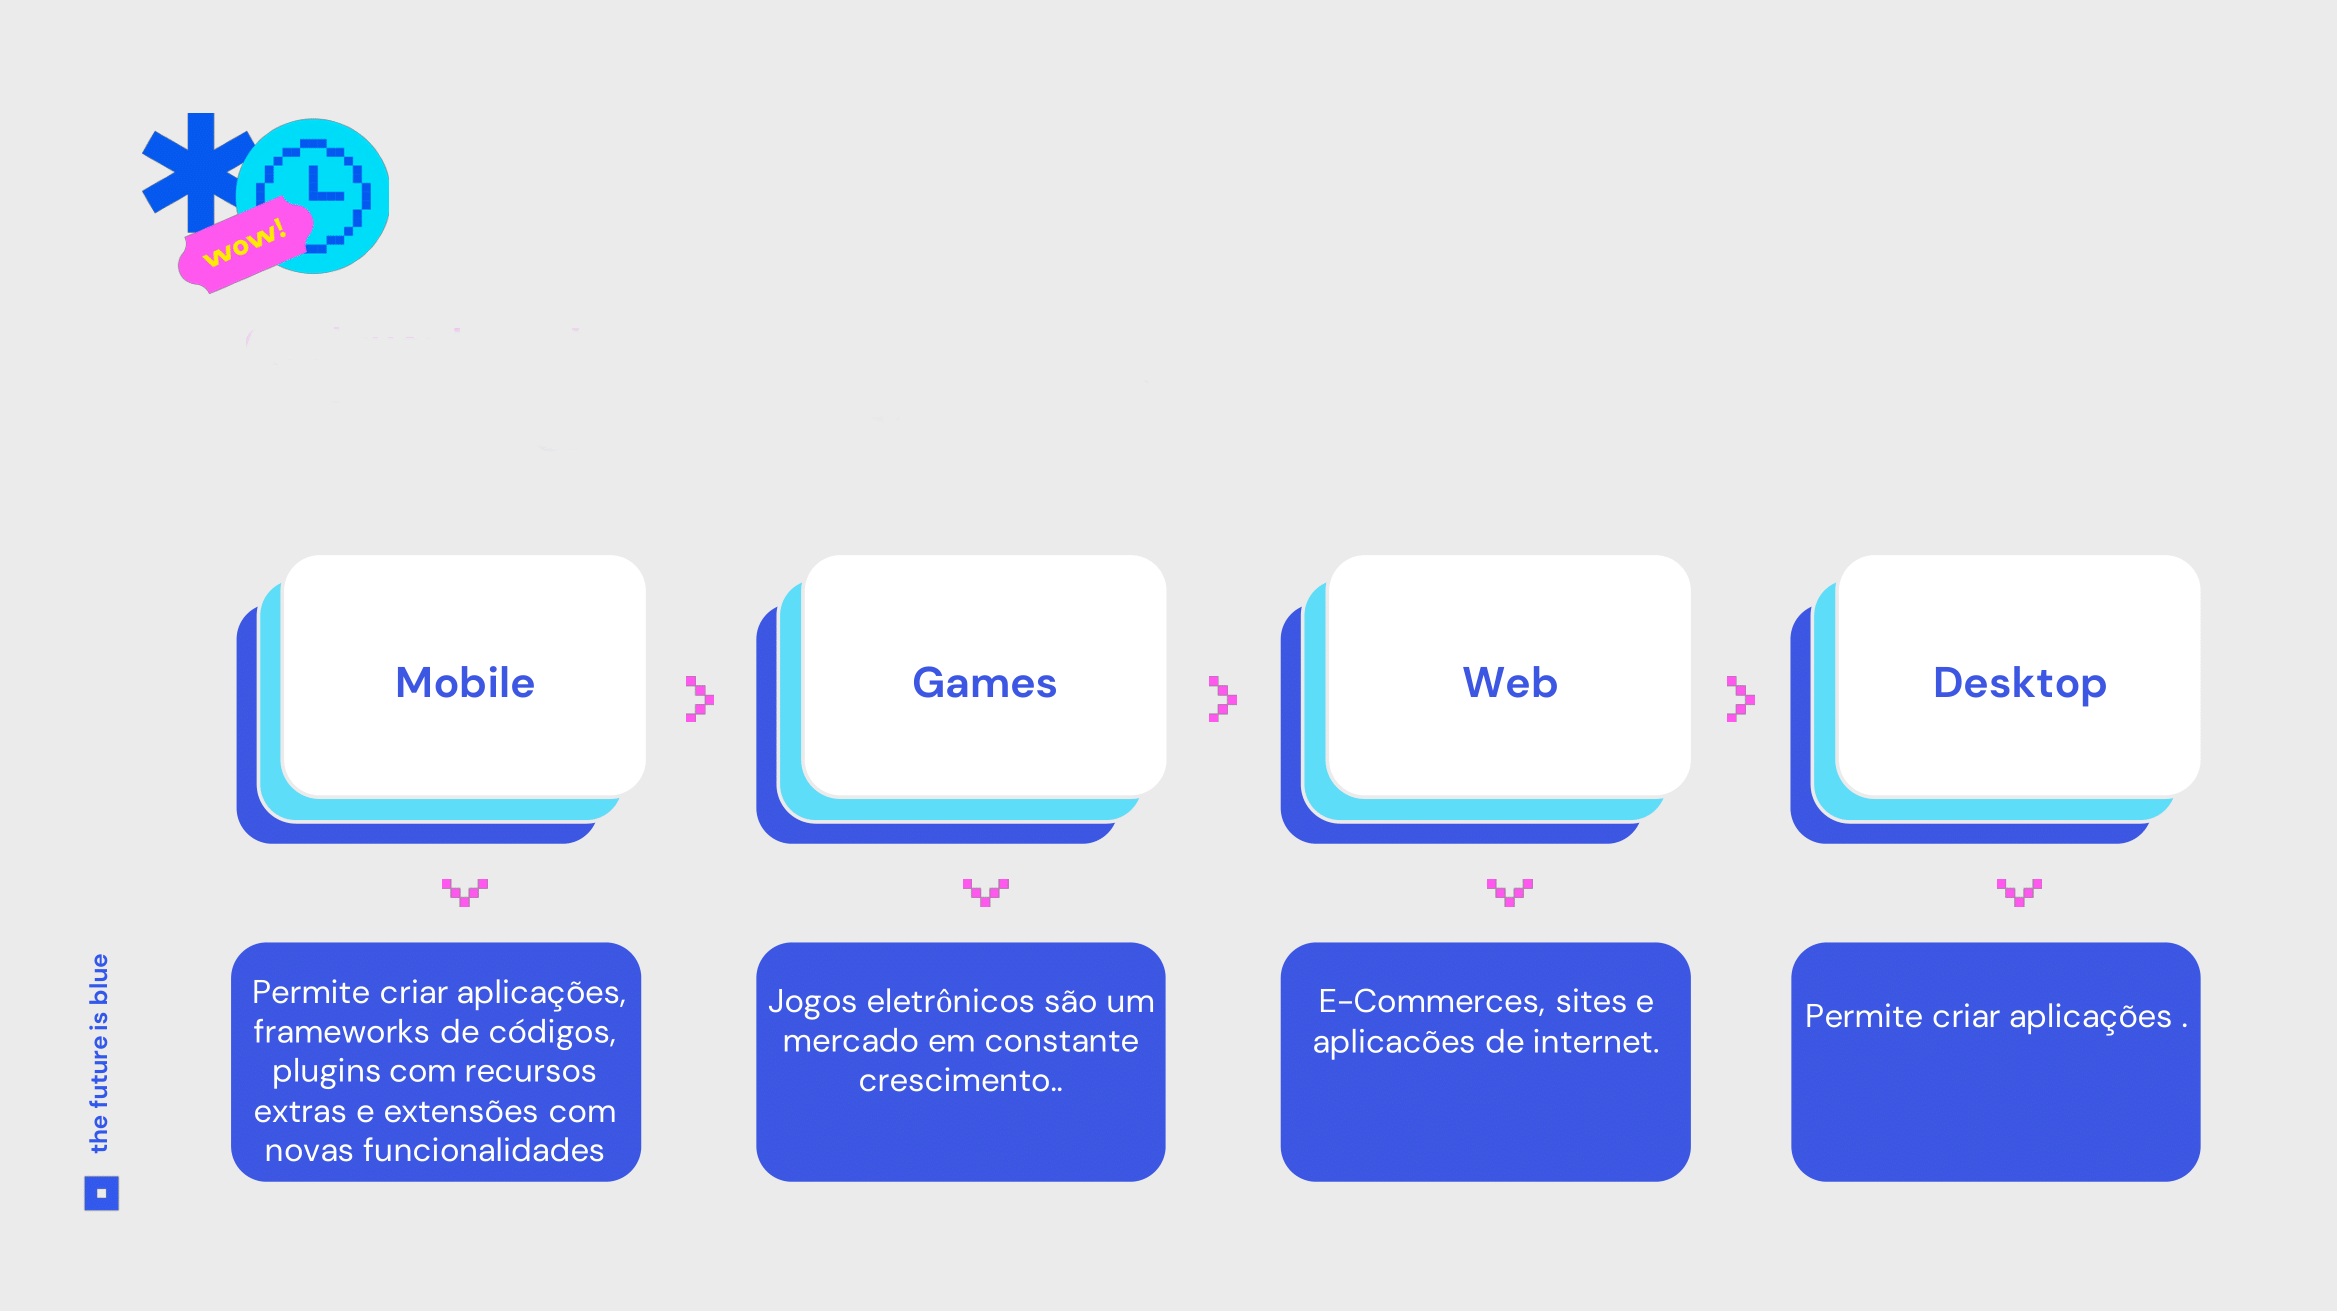 wow!
Mobile
Games
Web
Desktop
Permite criar aplicações,
frameworks de códigos,
plugins com recursos
extras e extensões com
novas funcionalidades
Jogos eletrônicos são um
mercado em constante
crescimento..
E-Commerces, sites e
aplicacões de internet.
Permite criar aplicações .
the future is blue